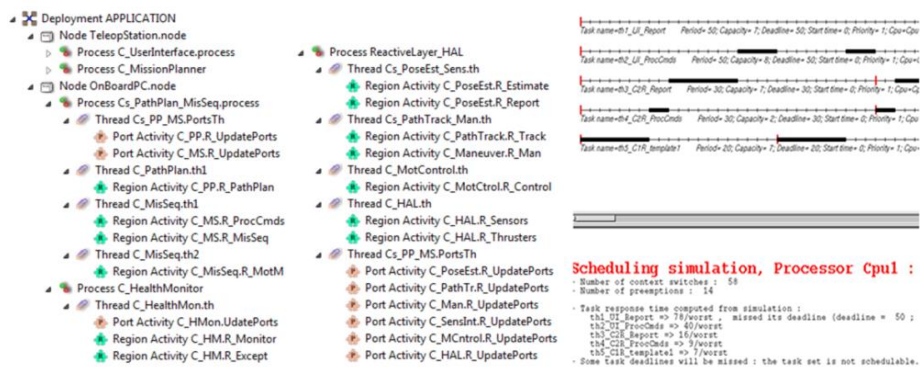 Deployment APPLICATION
Node TeleopStation.node
Process C_UserInterface.process
Process C_MissionPlanner
Node OnBoardPC.node
Process Cs_PathPlan_MisSeq.process
Thread Cs_PP_MS.PortsTh
Port Activity C_PP.R_UpdatePorts
Port Activity C_MS.R_UpdatePorts
Thread C_PathPlan.th1
Region Activity C_PP.R_PathPlan
Thread C_MisSeq.th1
Region Activity C_MS.R_ProcCmds
Region Activity C_MS.R_MisSeq
Thread C_MisSeq.th2
Region Activity C_MisSeq.R_MotM
Process C_HealthMonitor
Thread C_HealthMon.th
Port Activity C_HMon.UdatePorts
Region Activity C_HM.R_Monitor
Region Activity C_HM.R_Except
Process ReactiveLayer_HAL
Thread Cs_PoseEst_Sens.th
Region Activity C_PoseEst.R_Estimate
Region Activity C_PoseEst.R_Report
Thread Cs_PathTrack_Man.th
Region Activity C_PathTrack.R_Track
Region Activity C_Maneuver.R_Man
Thread C_MotControl.th
Region Activity C_MotCtrol.R_Control
Thread C_HAL.th
Region Activity C_HAL.R_Sensors
Region Activity C_HAL.R_Thrusters
Thread Cs_PP_MS.PortsTh
Port Activity C_PoseEst.R_UpdatePorts
Port Activity C_PathTr.R_UpdatePorts
Port Activity C_Man.R_UpdatePorts
Port Activity C_SensInt.R_UpdatePorts
Port Activity C_MCntrol.R_UpdatePorts
Port Activity C_HAL.R_UpdatePorts
Task name=th1_UI_Report Period= 50; Capacity= 7; Deadline= 50; Start time= 0; Priority= 1; Cpu=Cpu
Task name=th2_UI_ProcCmds Period= 50; Capacity= 8; Deadline= 50; Start time= 0; Priority= 1; Cpu=
Task name=th3_C2R_Report Period= 30; Capacity= 7; Deadline= 30; Start time= 0; Priority= 1; Cpu=Cp
Task name=th4_C2R_ProcCmds Period= 30; Capacity= 2; Deadline= 30; Start time= 0; Priority= 1; Cp
Task name=th5_C1R_template1 Period= 20; Capacity= 7; Deadline= 20; Start time= 0; Priority= 1; Cpu=
Scheduling simulation, Processor Cpu1 :
- Number of context switches : 58
- Number of preemptions : 14
- Task response time computed from simulation :
th1_UI_Report => 78/worst , missed its deadline (deadline = 50 ;
th2_UI_ProcCmds => 40/worst
th3_C2R_Report => 16/worst
th4_C2R_ProcCmds => 9/worst
th5_C1R_template1 => 7/worst
- Some task deadlines will be missed : the task set is not schedulable.